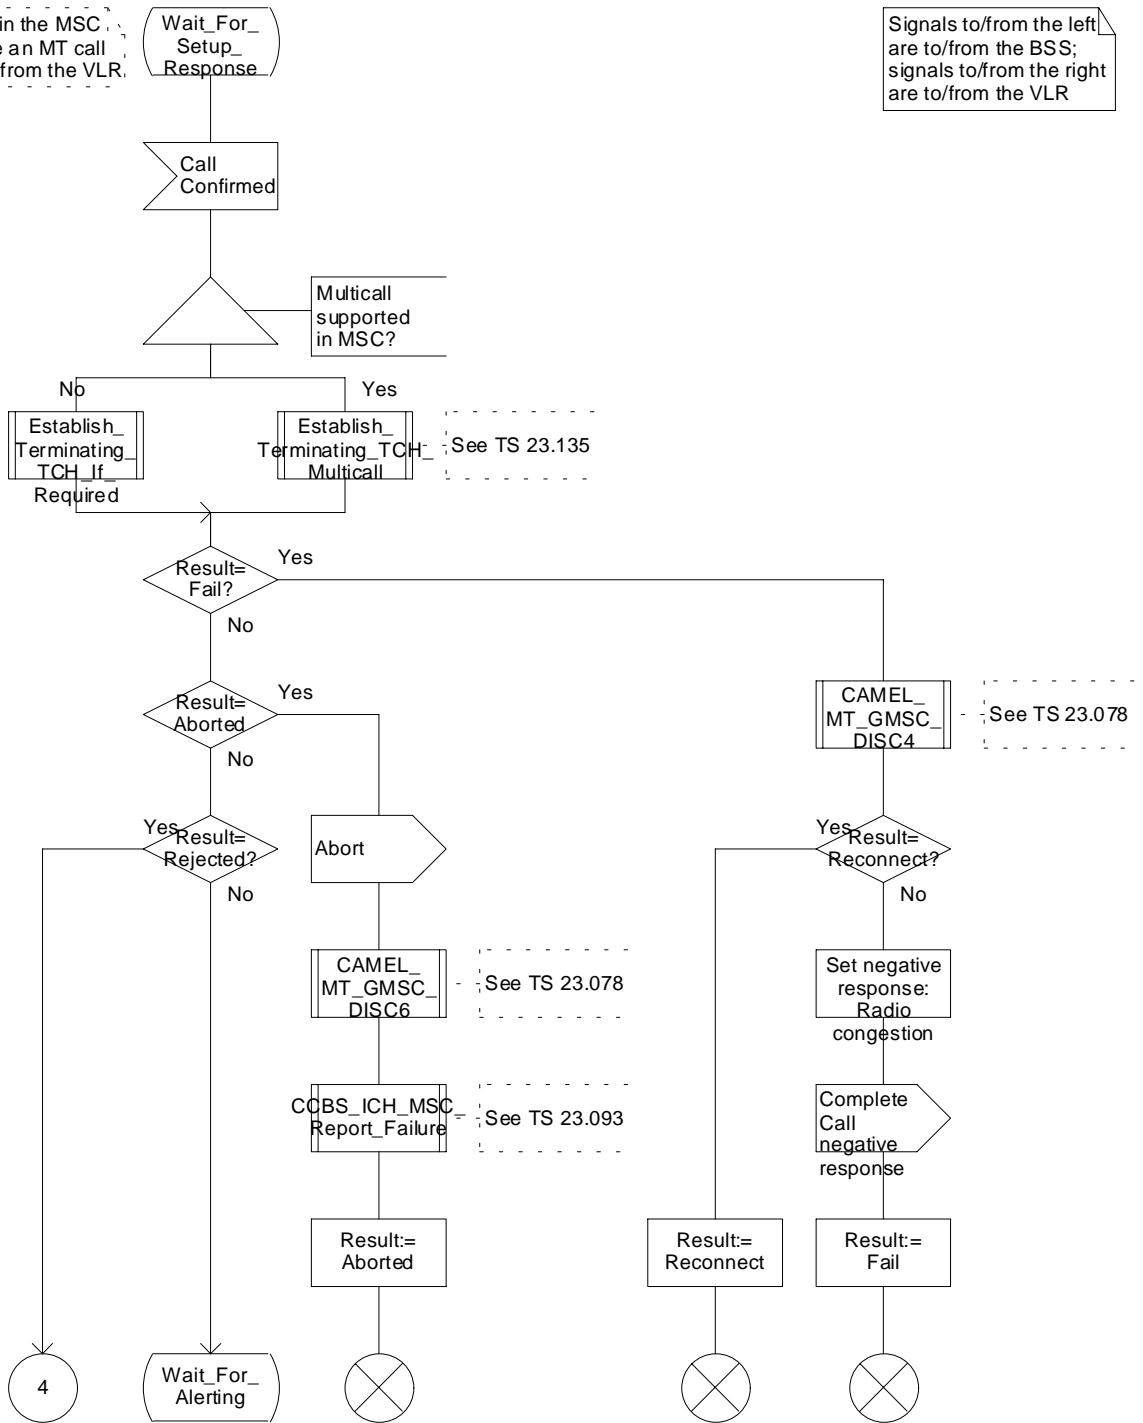 in the MSC
an MT call
from the VLR
Wait_For_
Setup_
Response
Signals to/from the left
are to/from the BSS;
signals to/from the right
are to/from the VLR
Call
Confirmed
Multicall
supported
in MSC?
No
Yes
Establish_
Terminating_
TCH_If_
Required
Establish_
Terminating_TCH_
Multicall
See TS 23.135
Result=
Fail?
Yes
No
Result=
Aborted
Yes
No
CAMEL_
MT_GMSC_
DISC4
See TS 23.078
Yes
Result=
Rejected?
No
Abort
Yes
Result=
Reconnect?
No
CAMEL_
MT_GMSC_
DISC6
See TS 23.078
Set negative
response:
Radio
congestion
CCBS_ICH_MSC_
Report_Failure
See TS 23.093
Complete
Call
negative
response
Result:=
Aborted
Result:=
Reconnect
Result:=
Fail
4
Wait_For_
Alerting